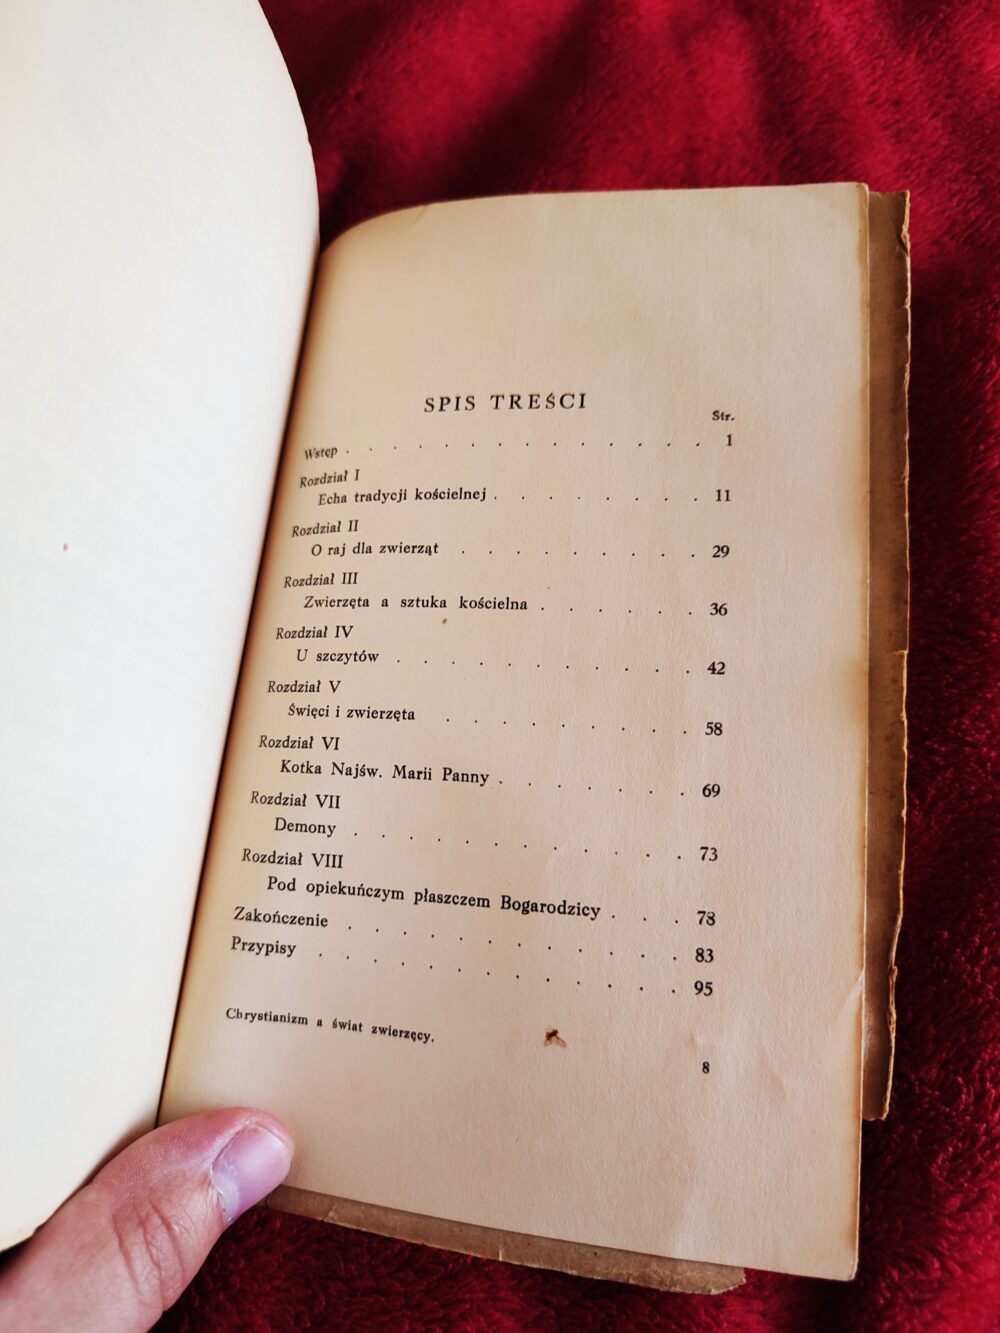 SPIS TREŚCI
Str.
Wstęp . . . . . . . . . . . . . . 1
Rozdział I
Echa tradycji kościelnej . . . . . . . . 11
Rozdział II
O raj dla zwierząt . . . . . . . . . 29
Rozdział III
Zwierzęta a sztuka kościelna . . . . . . 36
Rozdział IV
U szczytów . . . . . . . . . . . 42
Rozdział V
Święci i zwierzęta . . . . . . . . . 58
Rozdział VI
Kotka Najśw. Marii Panny . . . . . . . 69
Rozdział VII
Demony . . . . . . . . . . . . 73
Rozdział VIII
Pod opiekuńczym płaszczem Bogarodzicy . . . 78
Zakończenie . . . . . . . . . . . . 83
Przypisy . . . . . . . . . . . . . 95
Chrystianizm a świat zwierzęcy.
8